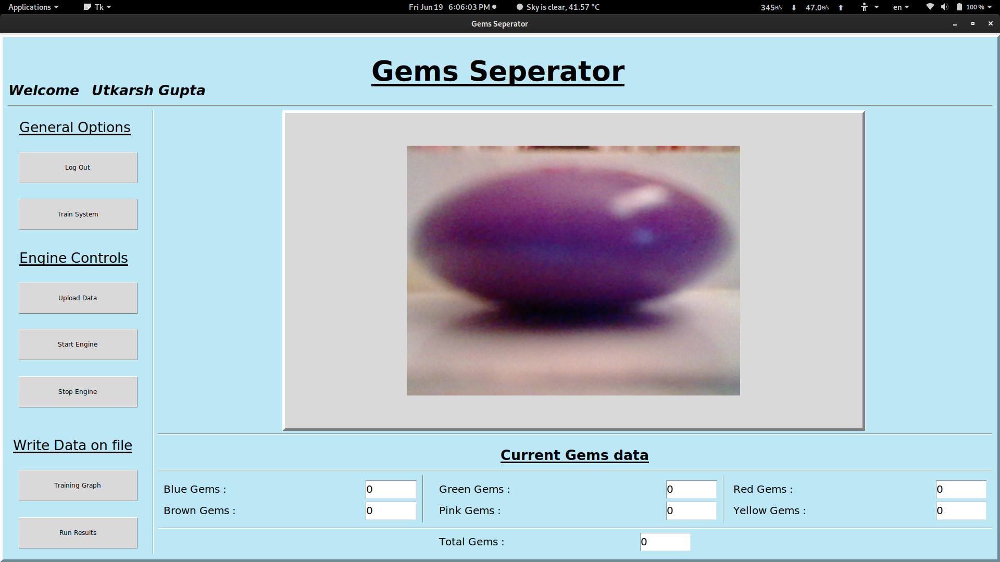 Applications Tk Fri Jun 19 6:06:03 PM Sky is clear, 41.57 °C 345B/s 47.0B/s en 100 %
Gems Seperator
Gems Seperator
Welcome Utkarsh Gupta
General Options
Log Out
Train System
Engine Controls
Upload Data
Start Engine
Stop Engine
Write Data on file
Training Graph
Run Results
Current Gems data
Blue Gems : 0 Green Gems : 0 Red Gems : 0
Brown Gems : 0 Pink Gems : 0 Yellow Gems : 0
Total Gems : 0